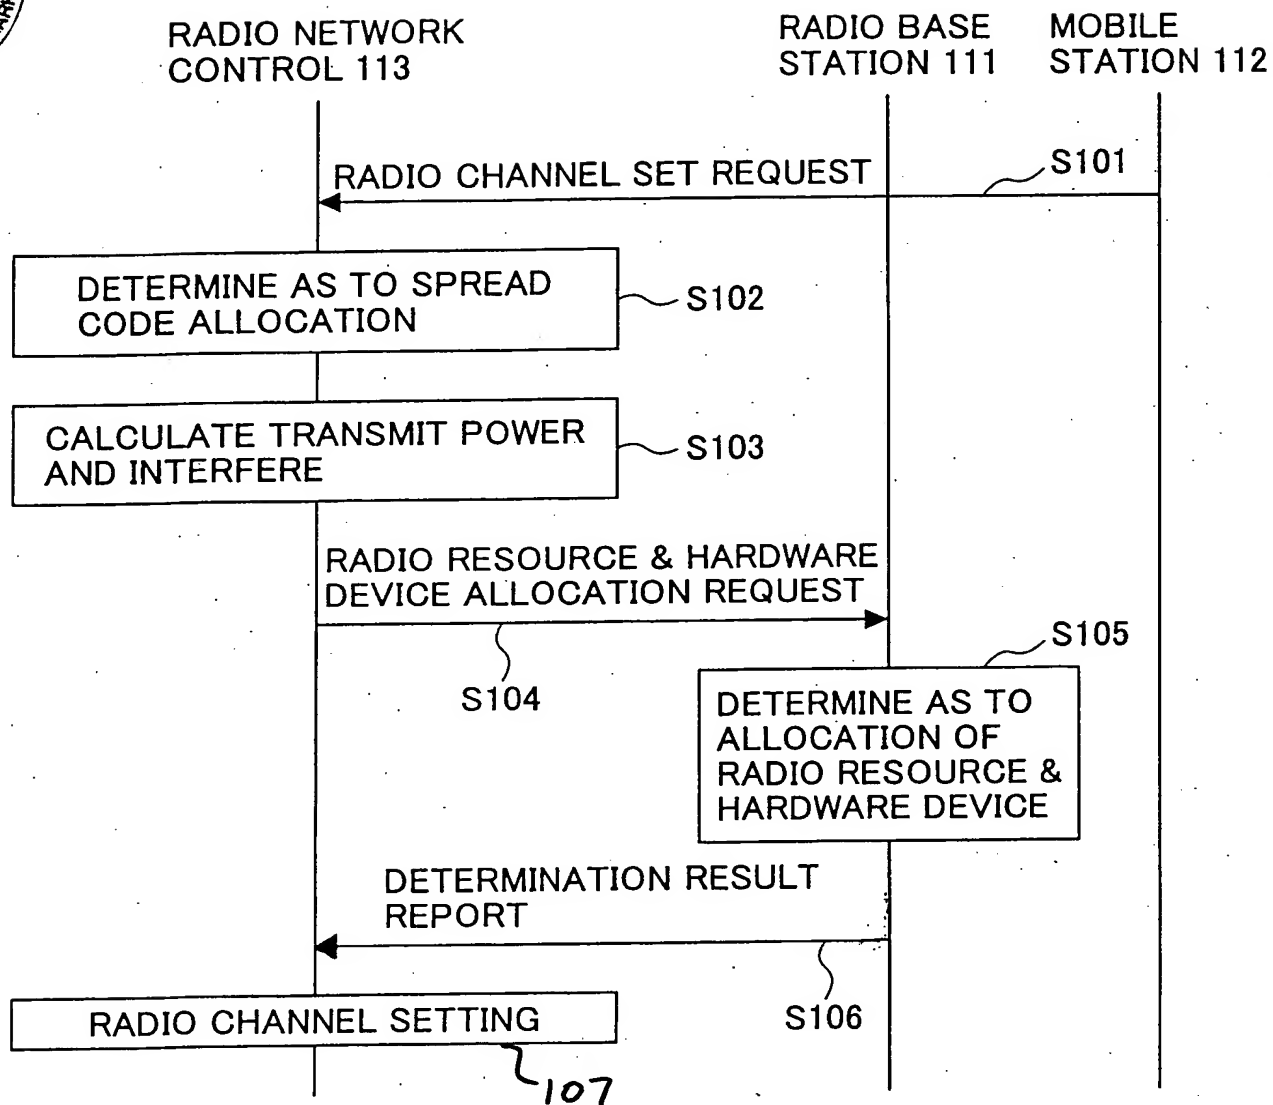 RADIO NETWORK
CONTROL 113
RADIO BASE
STATION 111
MOBILE
STATION 112
RADIO CHANNEL SET REQUEST
S101
DETERMINE AS TO SPREAD
CODE ALLOCATION
S102
CALCULATE TRANSMIT POWER
AND INTERFERE
S103
RADIO RESOURCE & HARDWARE
DEVICE ALLOCATION REQUEST
S104
S105
DETERMINE AS TO
ALLOCATION OF
RADIO RESOURCE &
HARDWARE DEVICE
DETERMINATION RESULT
REPORT
S106
RADIO CHANNEL SETTING
107